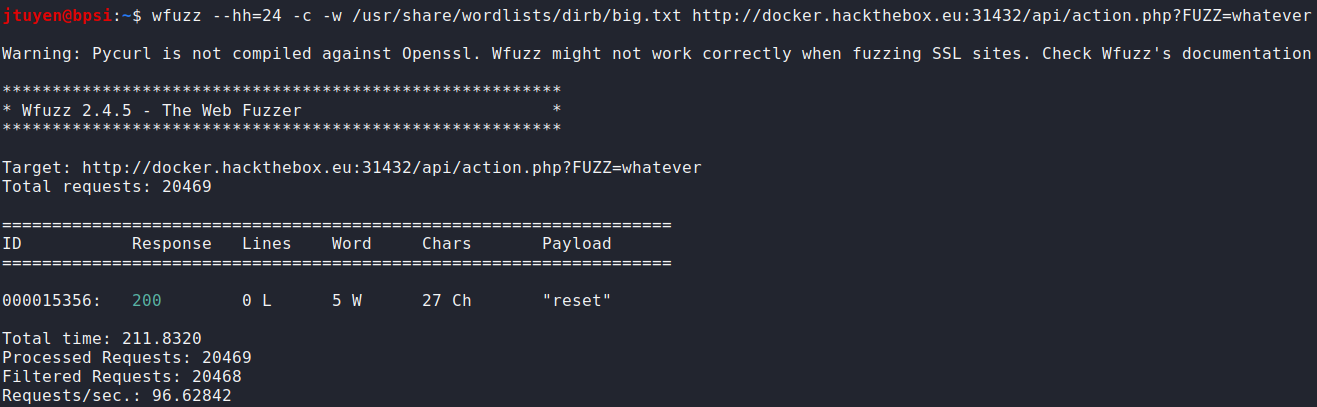 jtuyen@bpsi:~$ wfuzz --hh=24 -c -w /usr/share/wordlists/dirb/big.txt http://docker.hackthebox.eu:31432/api/action.php?FUZZ=whatever
Warning: Pycurl is not compiled against Openssl. Wfuzz might not work correctly when fuzzing SSL sites. Check Wfuzz's documentation
********************************************************
* Wfuzz 2.4.5 - The Web Fuzzer                         *
********************************************************
Target: http://docker.hackthebox.eu:31432/api/action.php?FUZZ=whatever
Total requests: 20469
===================================================================
ID           Response   Lines    Word     Chars       Payload
===================================================================
000015356:   200        0 L      5 W      27 Ch       "reset"
Total time: 211.8320
Processed Requests: 20469
Filtered Requests: 20468
Requests/sec.: 96.62842